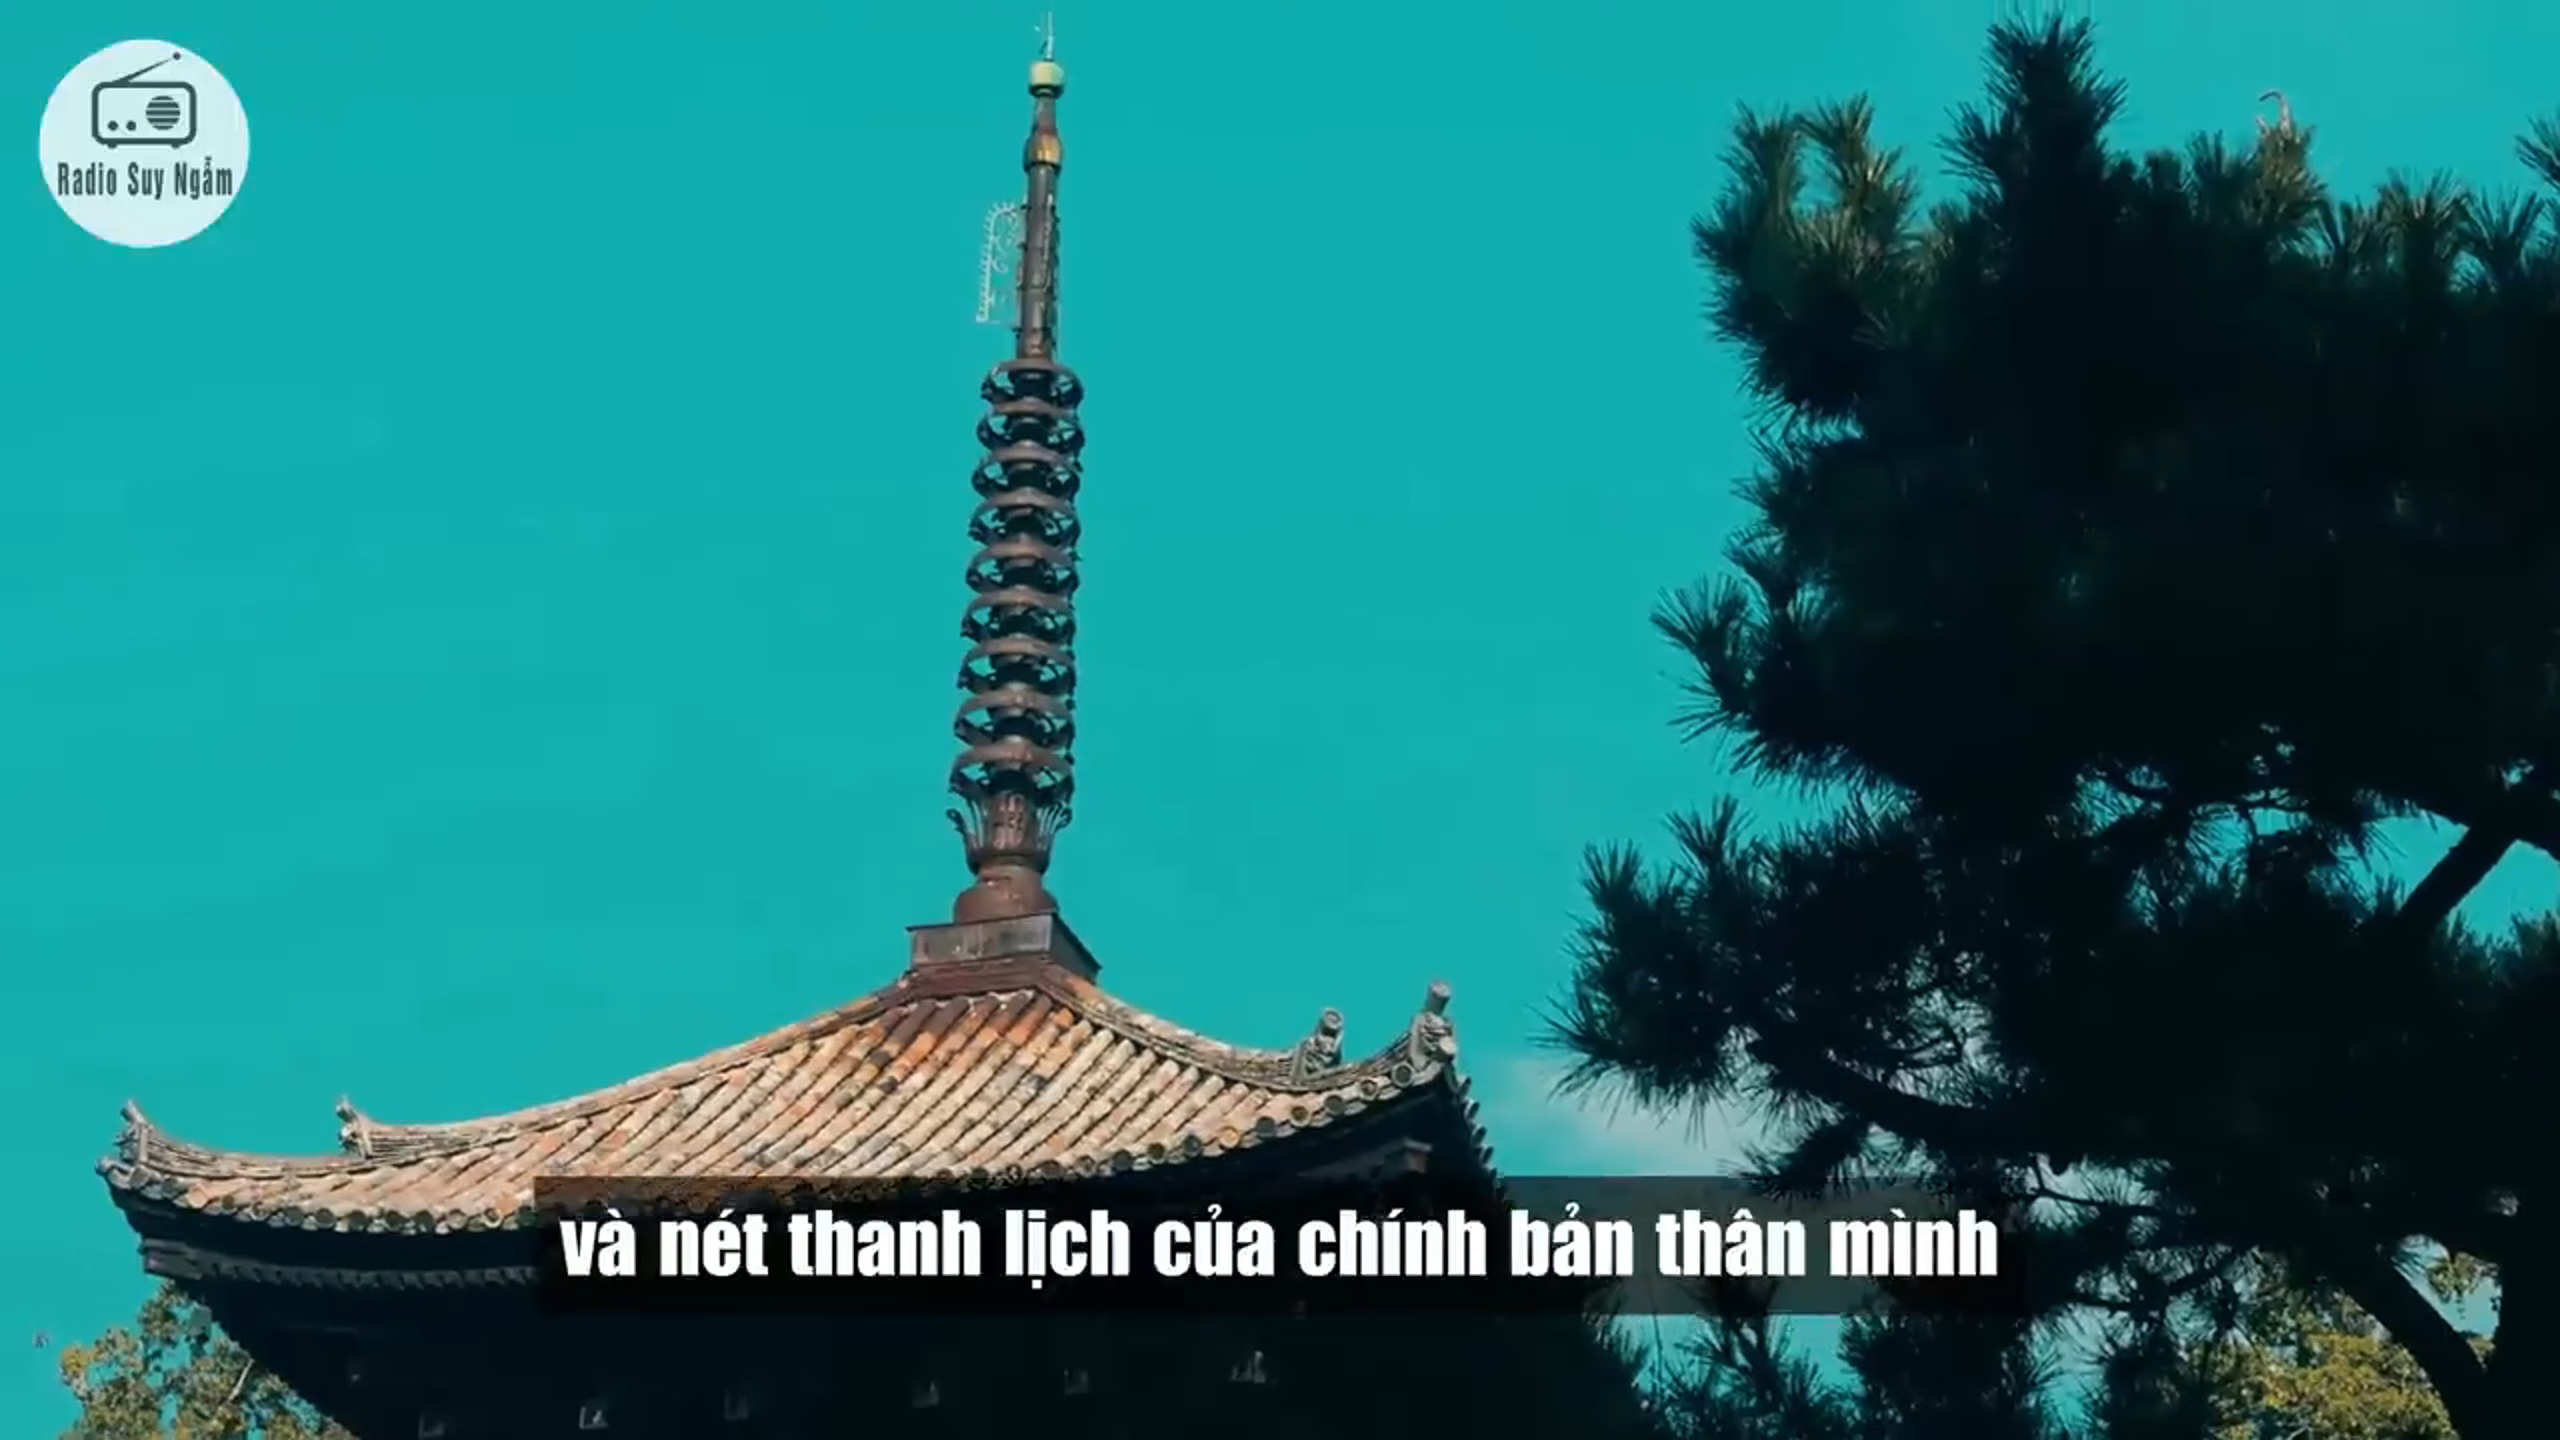 Radio Suy Ngẫm
và nét thanh lịch của chính bản thân mình